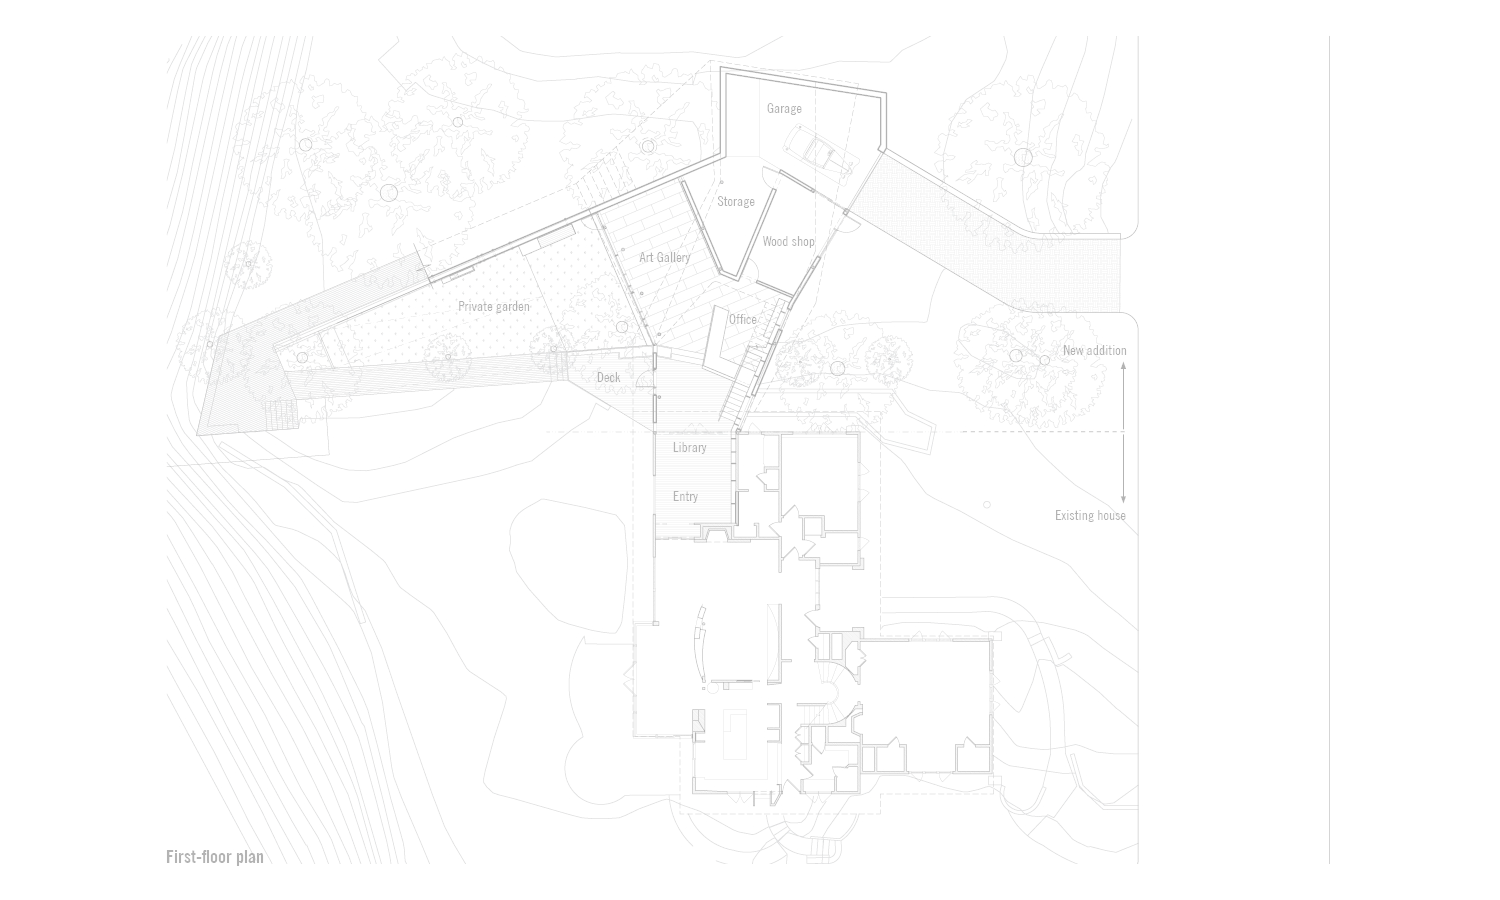 Garage
Storage
Wood shop
Art Gallery
Private garden
Office
New addition
Deck
Library
Entry
Existing house
First-floor plan